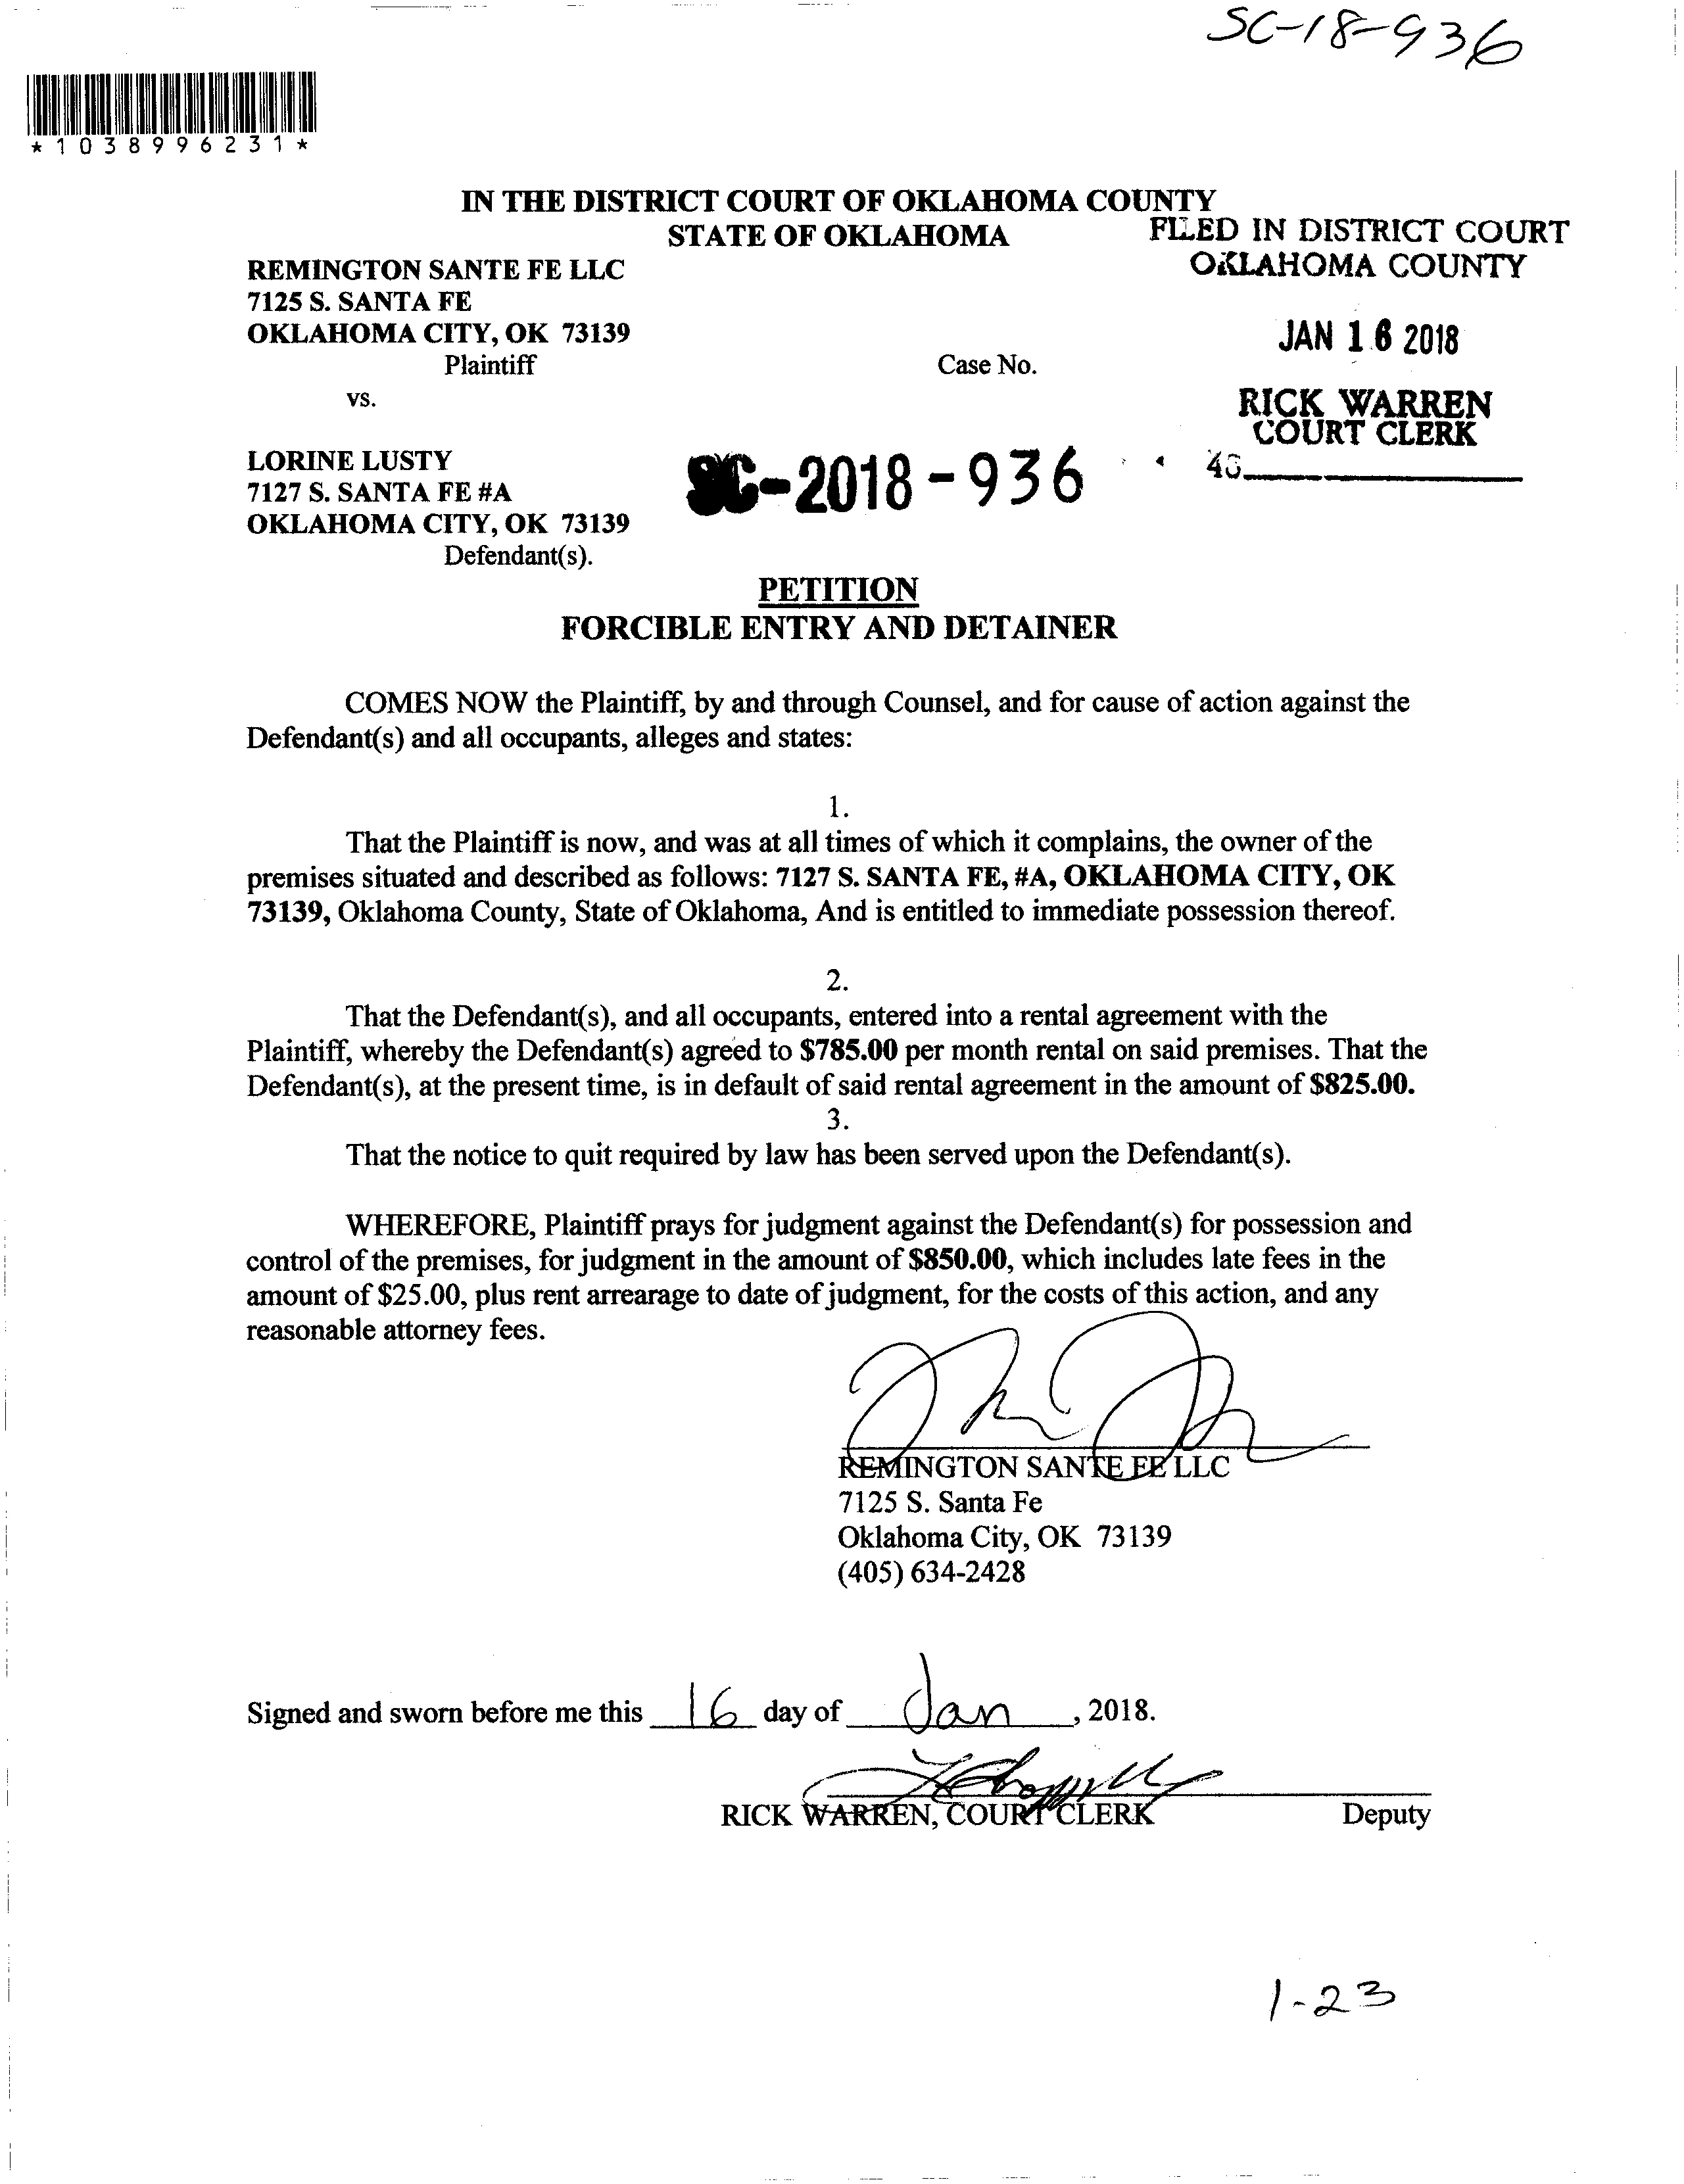 SC-18-936
*1038996231*
IN THE DISTRICT COURT OF OKLAHOMA COUNTY
STATE OF OKLAHOMA
FILED IN DISTRICT COURT
OKLAHOMA COUNTY
REMINGTON SANTE FE LLC
7125 S. SANTA FE
OKLAHOMA CITY, OK 73139
JAN 16 2018
Plaintiff
Case No.
vs.
RICK WARREN
COURT CLERK
LORINE LUSTY
7127 S. SANTA FE #A
SC-2018-936
OKLAHOMA CITY, OK 73139
Defendant(s).
PETITION
FORCIBLE ENTRY AND DETAINER
COMES NOW the Plaintiff, by and through Counsel, and for cause of action against the
Defendant(s) and all occupants, alleges and states:
1.
That the Plaintiff is now, and was at all times of which it complains, the owner of the
premises situated and described as follows: 7127 S. SANTA FE, #A, OKLAHOMA CITY, OK
73139, Oklahoma County, State of Oklahoma, And is entitled to immediate possession thereof.
2.
That the Defendant(s), and all occupants, entered into a rental agreement with the
Plaintiff, whereby the Defendant(s) agreed to $785.00 per month rental on said premises. That the
Defendant(s), at the present time, is in default of said rental agreement in the amount of $825.00.
3.
That the notice to quit required by law has been served upon the Defendant(s).
WHEREFORE, Plaintiff prays for judgment against the Defendant(s) for possession and
control of the premises, for judgment in the amount of $850.00, which includes late fees in the
amount of $25.00, plus rent arrearage to date of judgment, for the costs of this action, and any
reasonable attorney fees.
REMINGTON SANTE FE LLC
7125 S. Santa Fe
Oklahoma City, OK 73139
(405) 634-2428
Signed and sworn before me this 16 day of Jan, 2018.
RICK WARREN, COURT CLERK Deputy
1-23